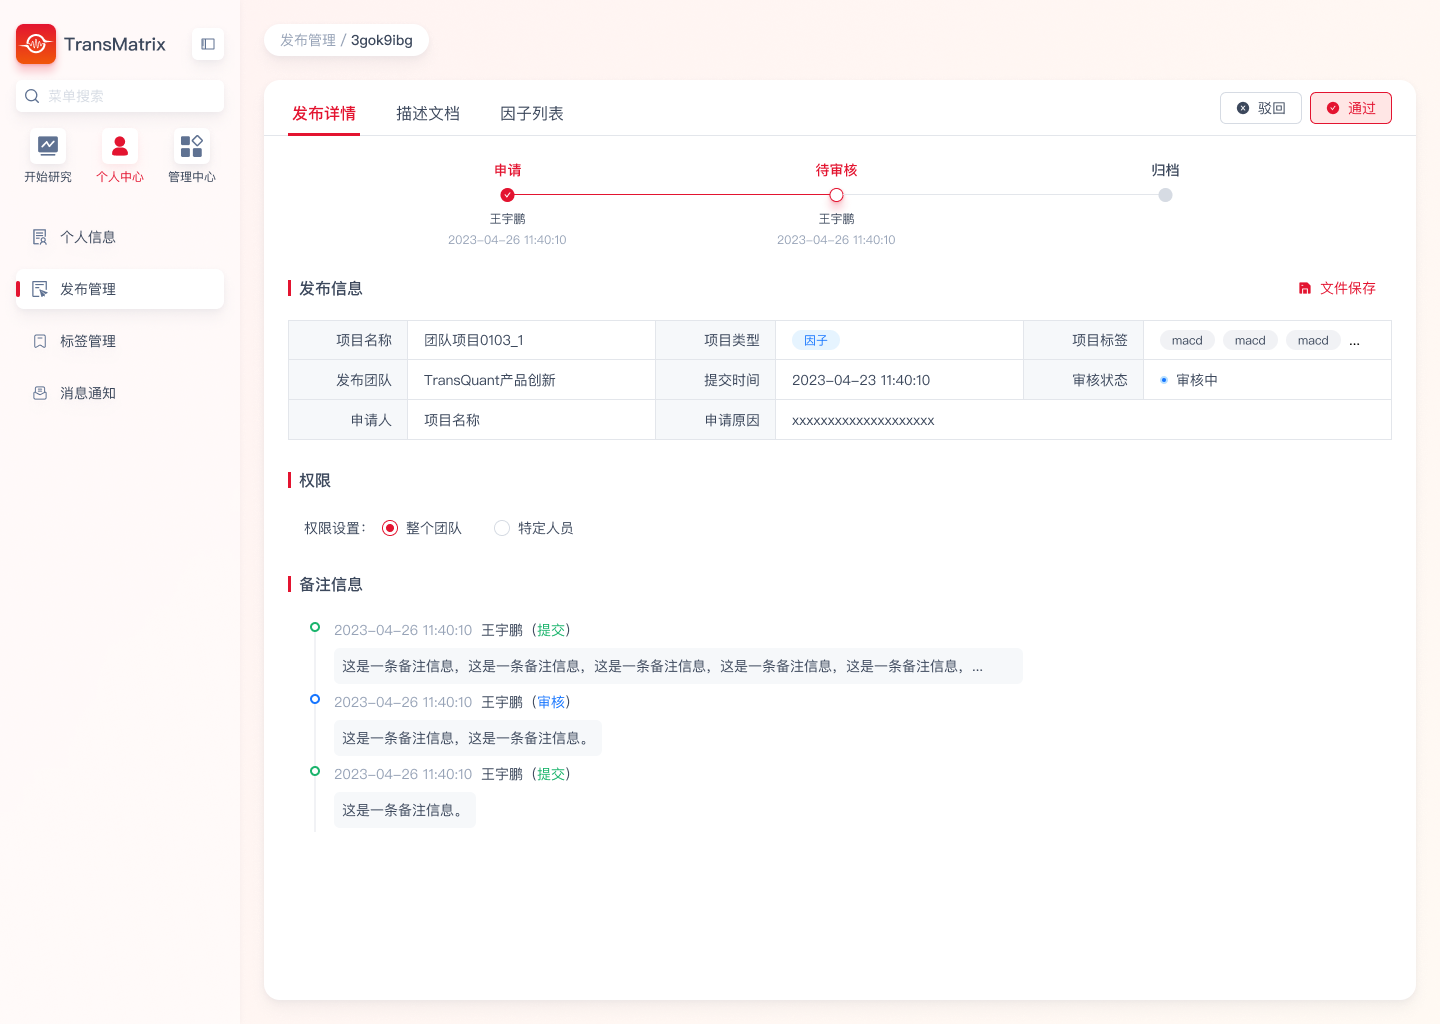 TransMatrix
菜单搜索
开始研究 个人中心 管理中心
个人信息
发布管理
标签管理
消息通知
发布管理 / 3gok9ibg
发布详情 描述文档 因子列表 驳回 通过
申请 待审核 归档
王宇鹏 王宇鹏
2023-04-26 11:40:10 2023-04-26 11:40:10
发布信息 文件保存
项目名称 团队项目0103_1 项目类型 因子 项目标签 macd macd macd ...
发布团队 TransQuant产品创新 提交时间 2023-04-23 11:40:10 审核状态 审核中
申请人 项目名称 申请原因 xxxxxxxxxxxxxxxxxxxx
权限
权限设置： 整个团队 特定人员
备注信息
2023-04-26 11:40:10 王宇鹏（提交）
这是一条备注信息，这是一条备注信息，这是一条备注信息，这是一条备注信息，这是一条备注信息，...
2023-04-26 11:40:10 王宇鹏（审核）
这是一条备注信息，这是一条备注信息。
2023-04-26 11:40:10 王宇鹏（提交）
这是一条备注信息。